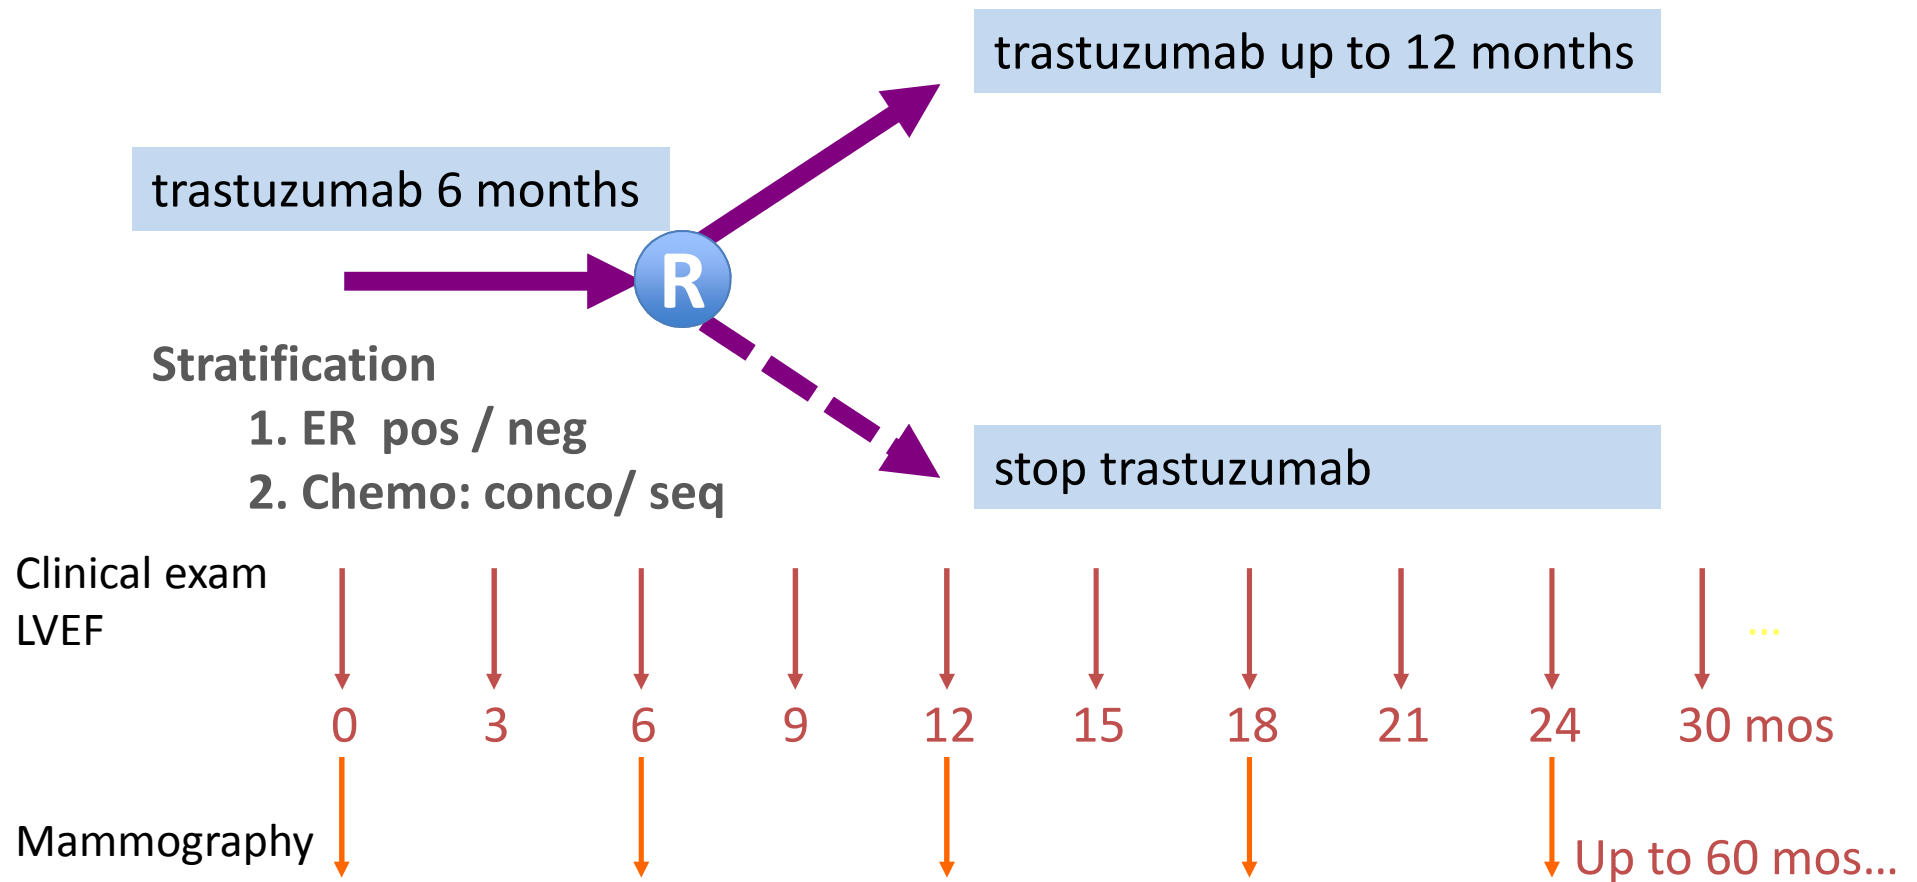 trastuzumab up to 12 months
trastuzumab 6 months
R
Stratification
1. ER pos / neg
2. Chemo: conco/ seq
stop trastuzumab
Clinical exam
LVEF
...
0 3 6 9 12 15 18 21 24 30 mos
Mammography
Up to 60 mos...